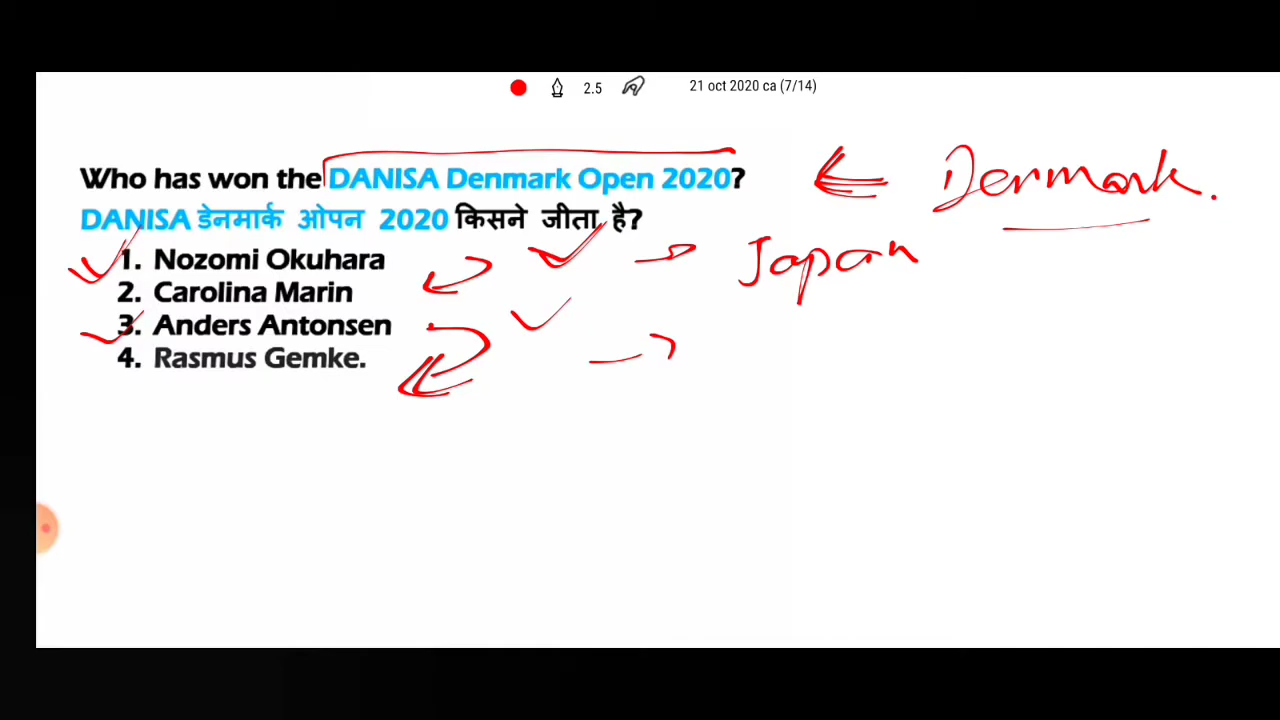 2.5 21 oct 2020 ca (7/14)
Who has won the DANISA Denmark Open 2020?
Denmark.
DANISA डेनमार्क ओपन 2020 किसने जीता है?
1. Nozomi Okuhara
Japan
2. Carolina Marin
3. Anders Antonsen
4. Rasmus Gemke.